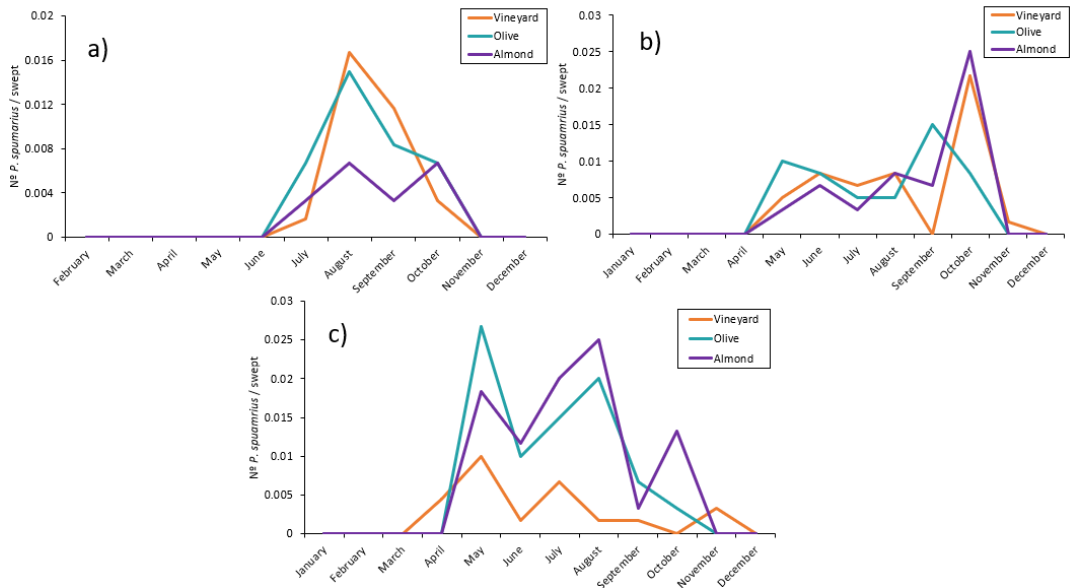 a)
Nº P. spumarius / swept
0.02
0.016
0.012
0.008
0.004
0
Vineyard
Olive
Almond
February
March
April
May
June
July
August
September
October
November
December
b)
Nº P. spuamrius / swept
0.03
0.025
0.02
0.015
0.01
0.005
0
Vineyard
Olive
Almond
January
February
March
April
May
June
July
August
September
October
November
December
c)
Nº P. spuamrius / swept
0.03
0.025
0.02
0.015
0.01
0.005
0
Vineyard
Olive
Almond
January
February
March
April
May
June
July
August
September
October
November
December